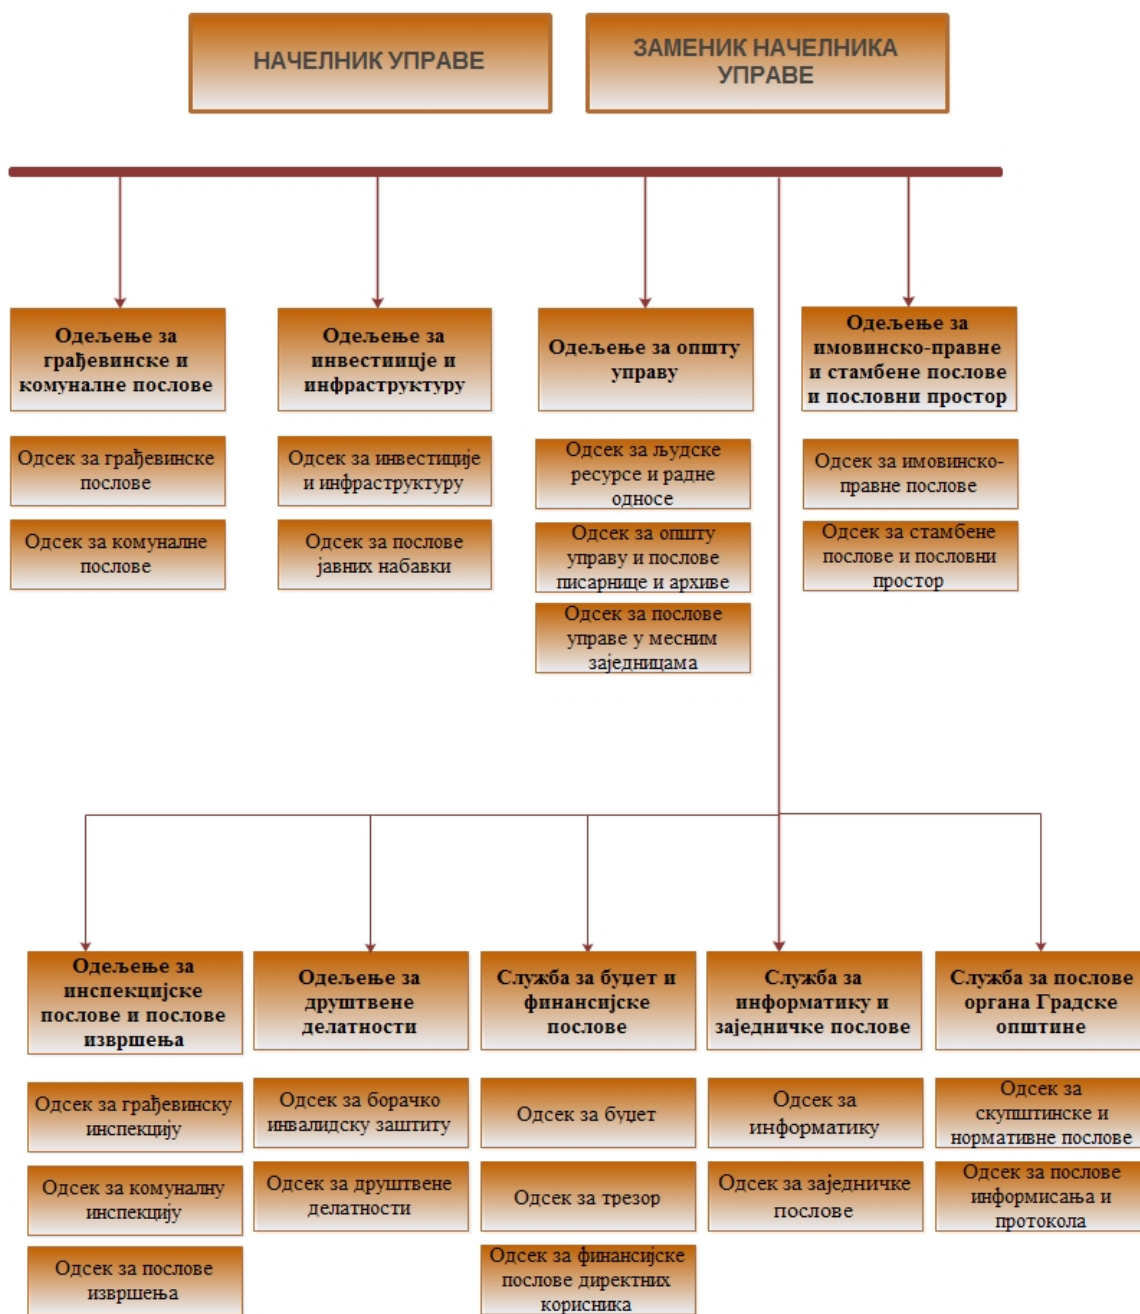 НАЧЕЛНИК УПРАВЕ
ЗАМЕНИК НАЧЕЛНИКА
УПРАВЕ
Одељење за
грађевинске и
комуналне послове
Одсек за грађевинске
послове
Одсек за комуналне
послове
Одељење за
инвестиицје и
инфраструктуру
Одсек за инвестиције
и инфраструктуру
Одсек за послове
јавних набавки
Одељење за општу
управу
Одсек за људске
ресурсе и радне
односе
Одсек за општу
управу и послове
писарнице и архиве
Одсек за послове
управе у месним
заједницама
Одељење за
имовинско-правне
и стамбене послове
и пословни простор
Одсек за имовинско-
правне послове
Одсек за стамбене
послове и пословни
простор
Одељење за
инспекцијске
послове и послове
извршења
Одсек за грађевинску
инспекцију
Одсек за комуналну
инспекцију
Одсек за послове
извршења
Одељење за
друштвене
делатности
Одсек за борачко
инвалидску заштиту
Одсек за друштвене
делатности
Служба за буџет и
финансијске
послове
Одсек за буџет
Одсек за трезор
Одсек за финансијске
послове директних
корисника
Служба за
информатику и
заједничке послове
Одсек за
информатику
Одсек за заједничке
послове
Служба за послове
органа Градске
општине
Одсек за
скупштинске и
нормативне послове
Одсек за послове
информисања и
протокола